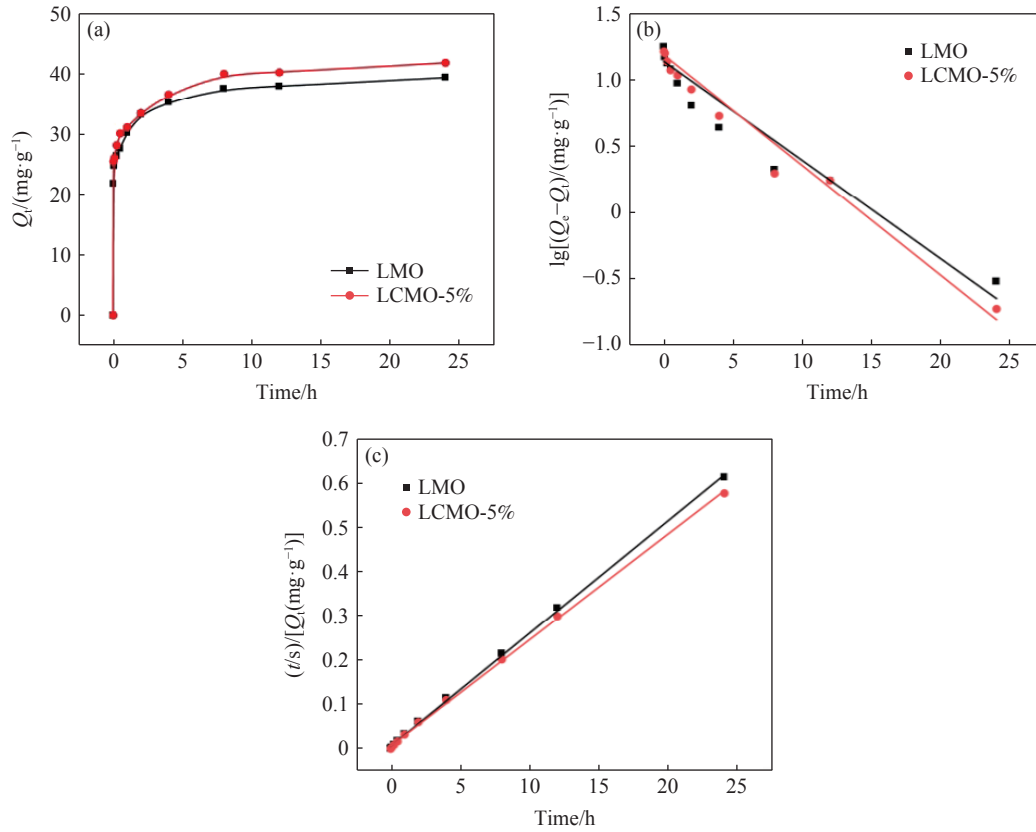 (a)
50
40
30
20
10
0
Qt/(mg·g⁻¹)
LMO
LCMO-5%
0 5 10 15 20 25
Time/h
(b)
1.5
1.0
0.5
0
−0.5
−1.0
lg[(Qe−Qt)/(mg·g⁻¹)]
LMO
LCMO-5%
0 5 10 15 20 25
Time/h
(c)
0.7
0.6
0.5
0.4
0.3
0.2
0.1
0
(t/s)/[Qt(mg·g⁻¹)]
LMO
LCMO-5%
0 5 10 15 20 25
Time/h